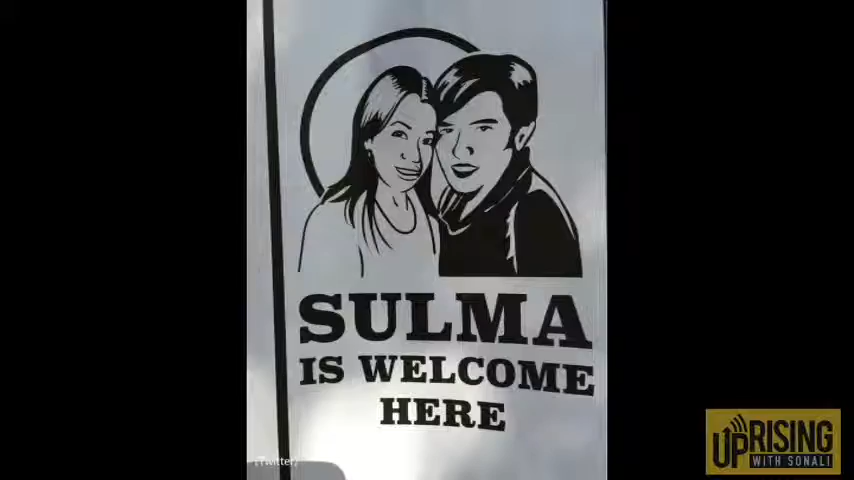 SULMA
IS WELCOME
HERE
(Twitter)
UPRISING
WITH SONALI